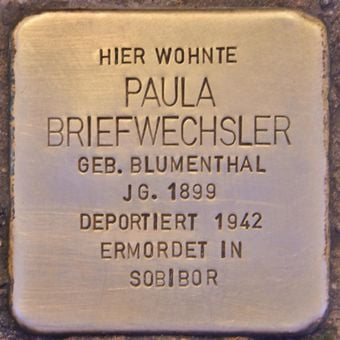 HIER WOHNTE
PAULA
BRIEFWECHSLER
GEB. BLUMENTHAL
JG. 1899
DEPORTIERT 1942
ERMORDET IN
SOBIBOR